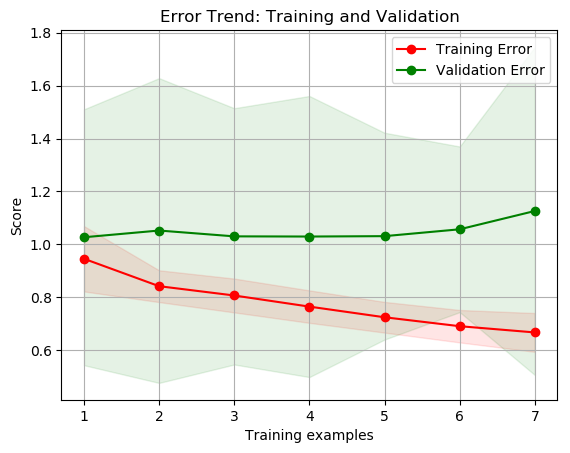 Error Trend: Training and Validation
Training Error
Validation Error
Score
1.8
1.6
1.4
1.2
1.0
0.8
0.6
1 2 3 4 5 6 7
Training examples